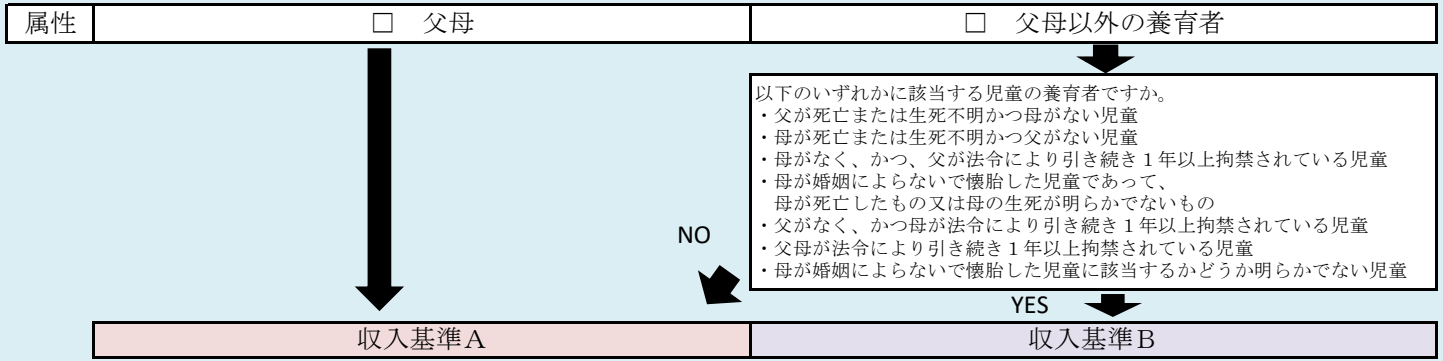 属性
□ 父母
□ 父母以外の養育者
以下のいずれかに該当する児童の養育者ですか。
・父が死亡または生死不明かつ母がない児童
・母が死亡または生死不明かつ父がない児童
・母がなく、かつ、父が法令により引き続き１年以上拘禁されている児童
・母が婚姻によらないで懐胎した児童であって、
母が死亡したもの又は母の生死が明らかでないもの
・父がなく、かつ母が法令により引き続き１年以上拘禁されている児童
・父母が法令により引き続き１年以上拘禁されている児童
・母が婚姻によらないで懐胎した児童に該当するかどうか明らかでない児童
NO
YES
収入基準Ａ
収入基準Ｂ